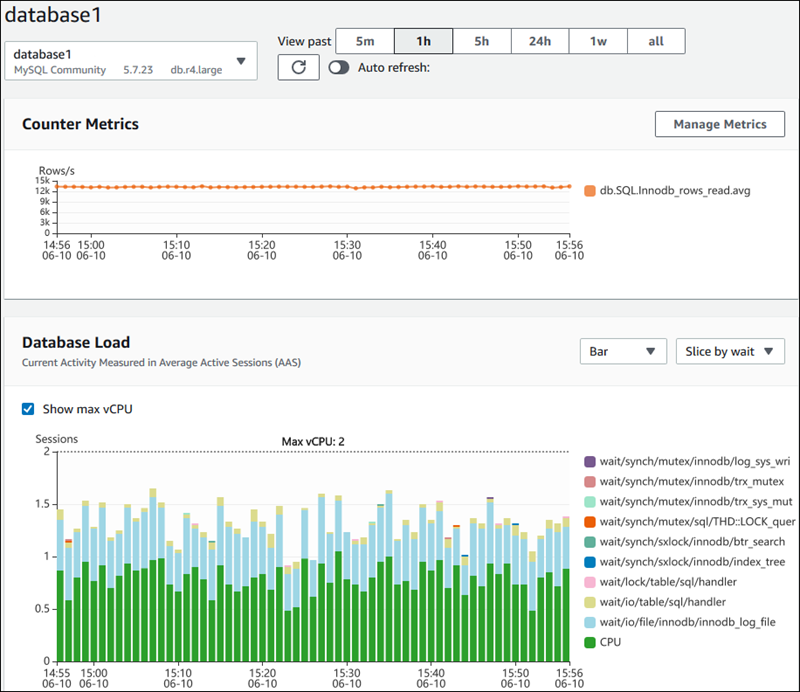 database1
database1
MySQL Community 5.7.23 db.r4.large
View past 5m 1h 5h 24h 1w all
Auto refresh:
Counter Metrics
Manage Metrics
Rows/s
15k
12k
9k
6k
3k
0
14:56 15:00 15:10 15:20 15:30 15:40 15:50 15:56
06-10 06-10 06-10 06-10 06-10 06-10 06-10 06-10
db.SQL.Innodb_rows_read.avg
Database Load
Current Activity Measured in Average Active Sessions (AAS)
Bar
Slice by wait
Show max vCPU
Sessions
Max vCPU: 2
2
1.5
1
0.5
0
14:55 15:00 15:10 15:20 15:30 15:40 15:50 15:56
06-10 06-10 06-10 06-10 06-10 06-10 06-10 06-10
wait/synch/mutex/innodb/log_sys_wri
wait/synch/mutex/innodb/trx_mutex
wait/synch/mutex/innodb/trx_sys_mut
wait/synch/mutex/sql/THD::LOCK_quer
wait/synch/sxlock/innodb/btr_search
wait/synch/sxlock/innodb/index_tree
wait/lock/table/sql/handler
wait/io/table/sql/handler
wait/io/file/innodb/innodb_log_file
CPU